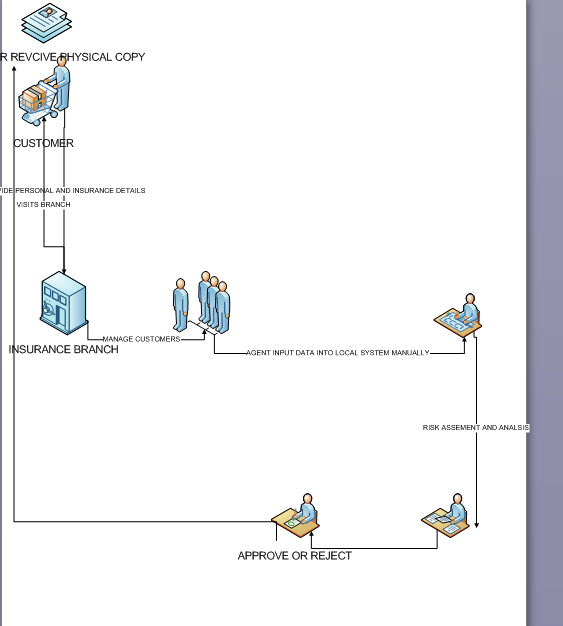 R REVCIVE PHYSICAL COPY
CUSTOMER
VIDE PERSONAL AND INSURANCE DETAILS
VISITS BRANCH
MANAGE CUSTOMERS
INSURANCE BRANCH
AGENT INPUT DATA INTO LOCAL SYSTEM MANUALLY
RISK ASSEMENT AND ANALSIS
APPROVE OR REJECT